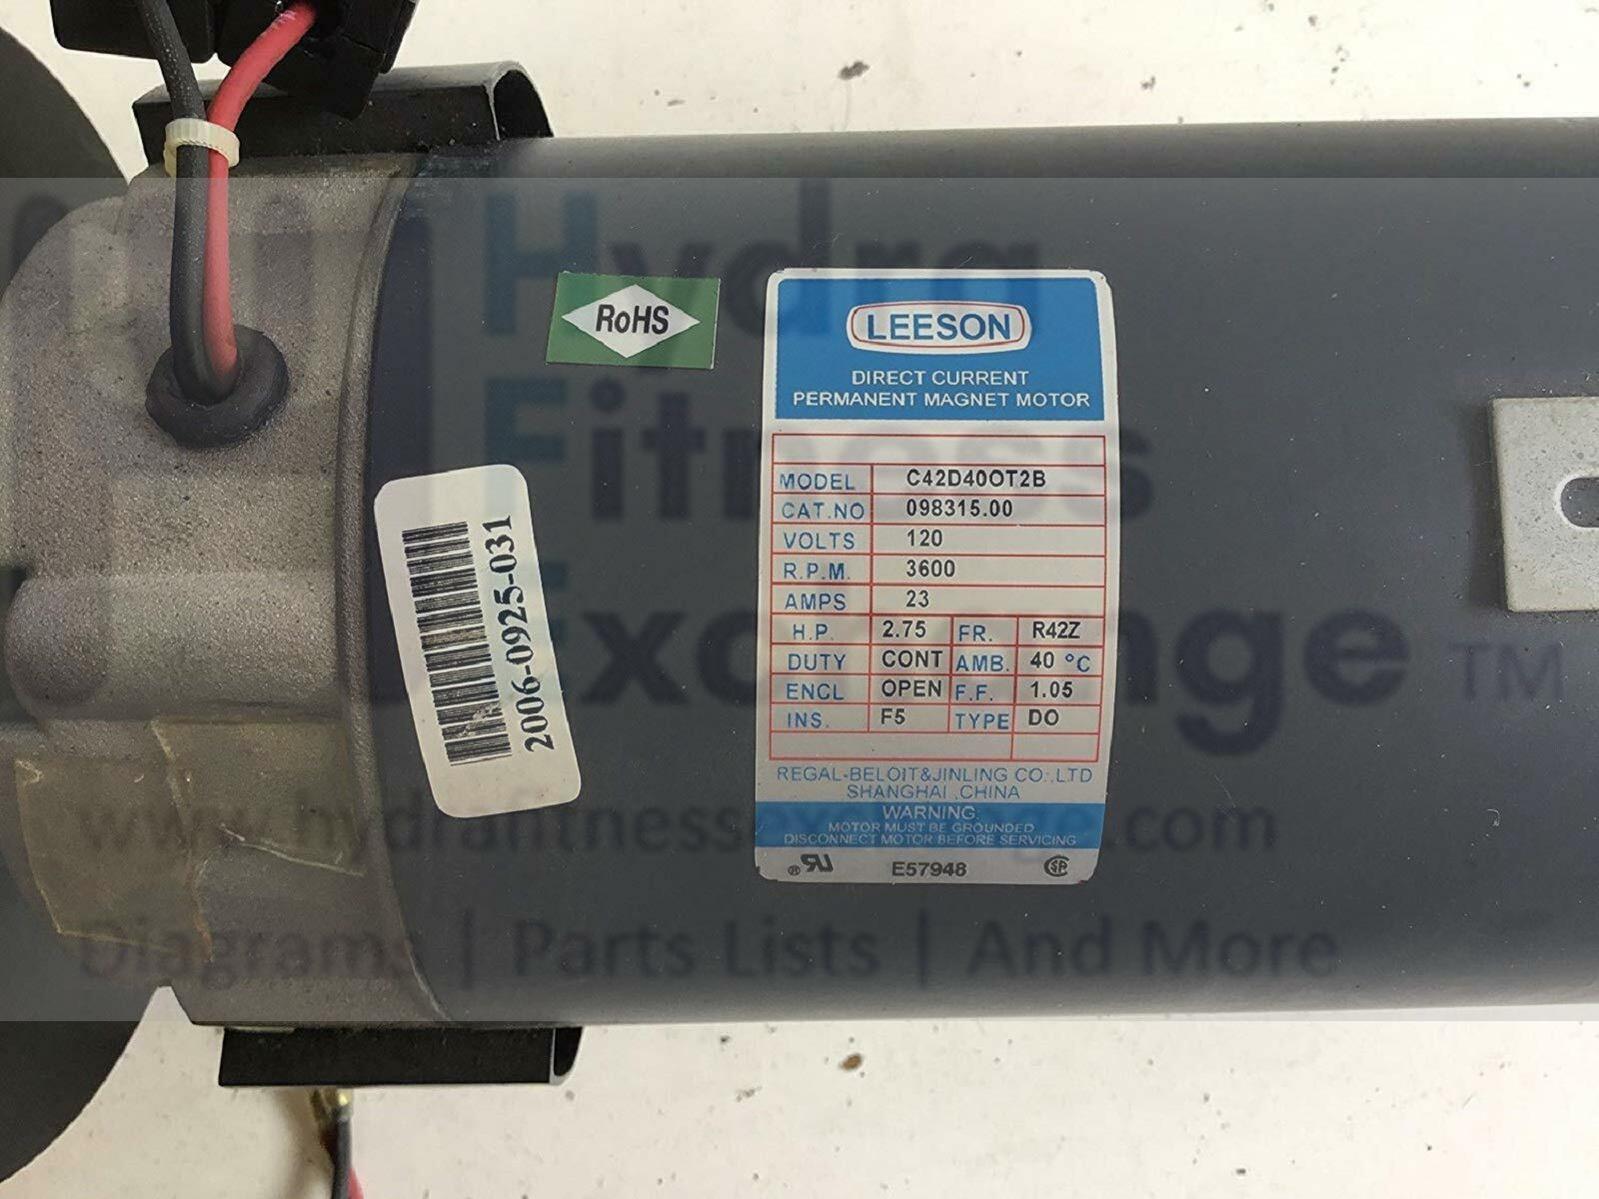 RoHS
LEESON
DIRECT CURRENT
PERMANENT MAGNET MOTOR
MODEL C42D40OT2B
CAT.NO 098315.00
VOLTS 120
R.P.M. 3600
AMPS 23
H.P. 2.75 FR. R42Z
DUTY CONT AMB. 40 °C
ENCL OPEN F.F. 1.05
INS. F5 TYPE DO
REGAL-BELOIT&JINLING CO.,LTD
SHANGHAI ,CHINA
WARNING:
MOTOR MUST BE GROUNDED
DISCONNECT MOTOR BEFORE SERVICING
E57948
2006-0925-031
Hydra
Fitness
Exchange TM
www.hydrafitnessexchange.com
Diagrams | Parts Lists | And More